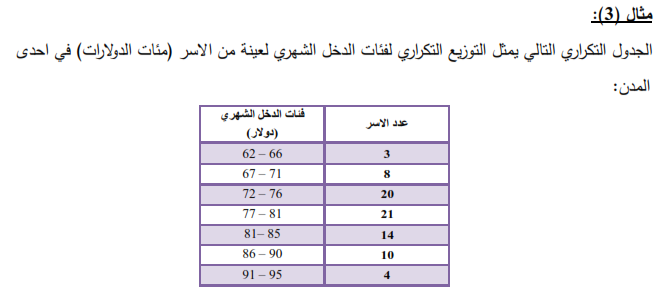 مثال (3):
الجدول التكراري التالي يمثل التوزيع التكراري لفئات الدخل الشهري لعينة من الاسر (مئات الدولارات) في احدى
المدن:
فئات الدخل الشهري (دولار) عدد الاسر
62 – 66 3
67 – 71 8
72 – 76 20
77 – 81 21
81– 85 14
86 – 90 10
91 – 95 4